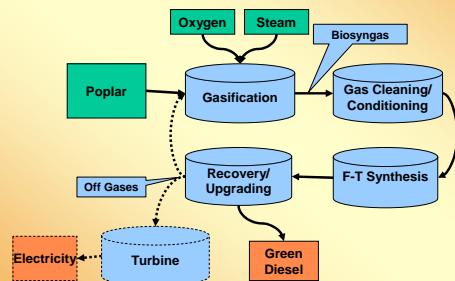 Oxygen
Steam
Biosyngas
Poplar
Gasification
Gas Cleaning/
Conditioning
Off Gases
Recovery/
Upgrading
F-T Synthesis
Electricity
Turbine
Green
Diesel